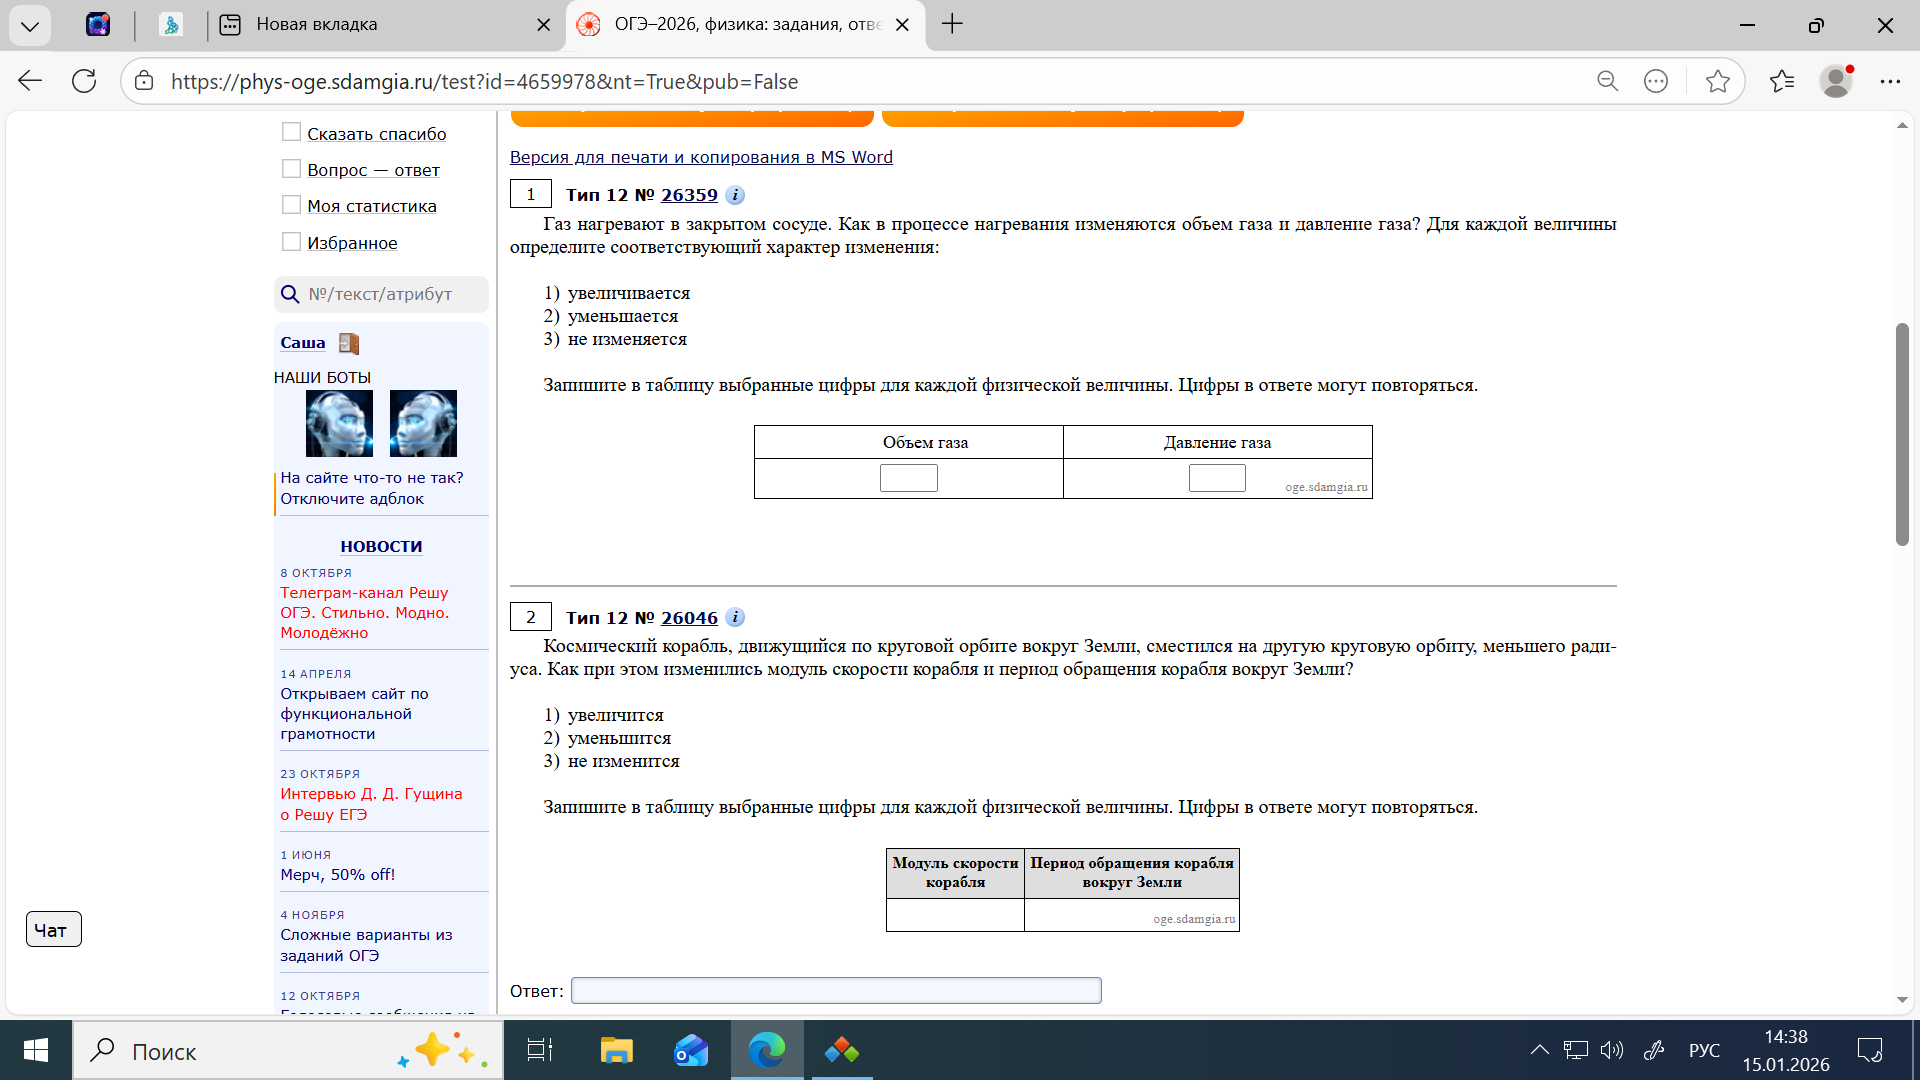 Новая вкладка
ОГЭ–2026, физика: задания, отве
https://phys-oge.sdamgia.ru/test?id=4659978&nt=True&pub=False
Сказать спасибо
Вопрос — ответ
Моя статистика
Избранное
№/текст/атрибут
Саша
НАШИ БОТЫ
На сайте что-то не так?
Отключите адблок
НОВОСТИ
8 ОКТЯБРЯ
Телеграм-канал Решу
ОГЭ. Стильно. Модно.
Молодёжно
14 АПРЕЛЯ
Открываем сайт по
функциональной
грамотности
23 ОКТЯБРЯ
Интервью Д. Д. Гущина
о Решу ЕГЭ
1 ИЮНЯ
Мерч, 50% off!
4 НОЯБРЯ
Сложные варианты из
заданий ОГЭ
12 ОКТЯБРЯ
Чат
Версия для печати и копирования в MS Word
1 Тип 12 № 26359 i
Газ нагревают в закрытом сосуде. Как в процессе нагревания изменяются объем газа и давление газа? Для каждой величины
определите соответствующий характер изменения:
1) увеличивается
2) уменьшается
3) не изменяется
Запишите в таблицу выбранные цифры для каждой физической величины. Цифры в ответе могут повторяться.
Объем газа Давление газа
oge.sdamgia.ru
2 Тип 12 № 26046 i
Космический корабль, движущийся по круговой орбите вокруг Земли, сместился на другую круговую орбиту, меньшего ради-
уса. Как при этом изменились модуль скорости корабля и период обращения корабля вокруг Земли?
1) увеличится
2) уменьшится
3) не изменится
Запишите в таблицу выбранные цифры для каждой физической величины. Цифры в ответе могут повторяться.
Модуль скорости
корабля
Период обращения корабля
вокруг Земли
oge.sdamgia.ru
Ответ:
Поиск
РУС
14:38
15.01.2026